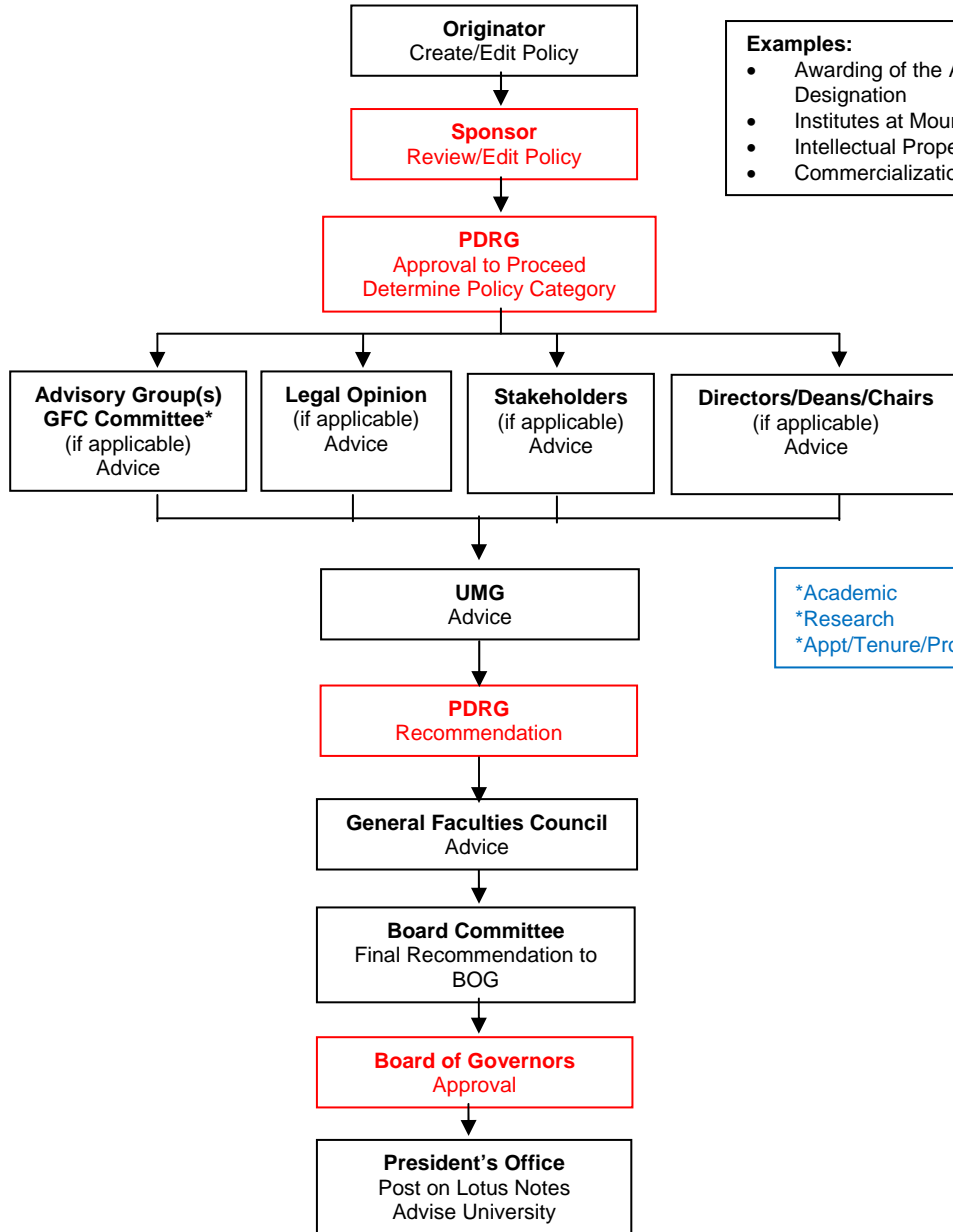 Originator
Create/Edit Policy
Examples:
• Awarding of the
Designation
• Institutes at
• Intellectual
•
Sponsor
Review/Edit Policy
PDRG
Approval to Proceed
Determine Policy Category
Advisory Group(s)
GFC Committee*
(if applicable)
Advice
Legal Opinion
(if applicable)
Advice
Stakeholders
(if applicable)
Advice
Directors/Deans/Chairs
(if applicable)
Advice
UMG
Advice
*Academic
*Research
*Appt/Tenure/
PDRG
Recommendation
General Faculties Council
Advice
Board Committee
Final Recommendation to
BOG
Board of Governors
Approval
President's Office
Post on Lotus Notes
Advise University